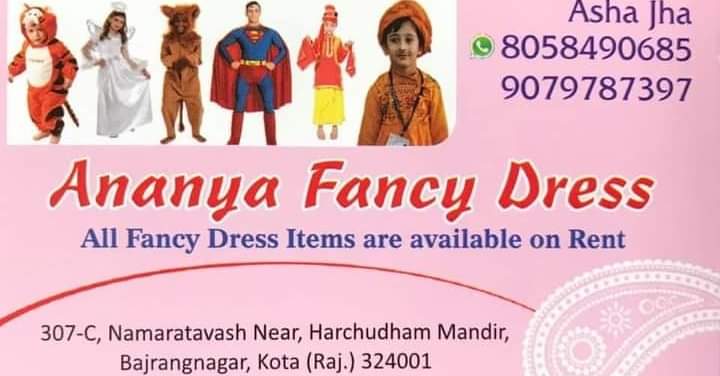 Asha Jha
8058490685
9079787397
Ananya Fancy Dress
All Fancy Dress Items are available on Rent
307-C, Namaratavash Near, Harchudham Mandir,
Bajrangnagar, Kota (Raj.) 324001